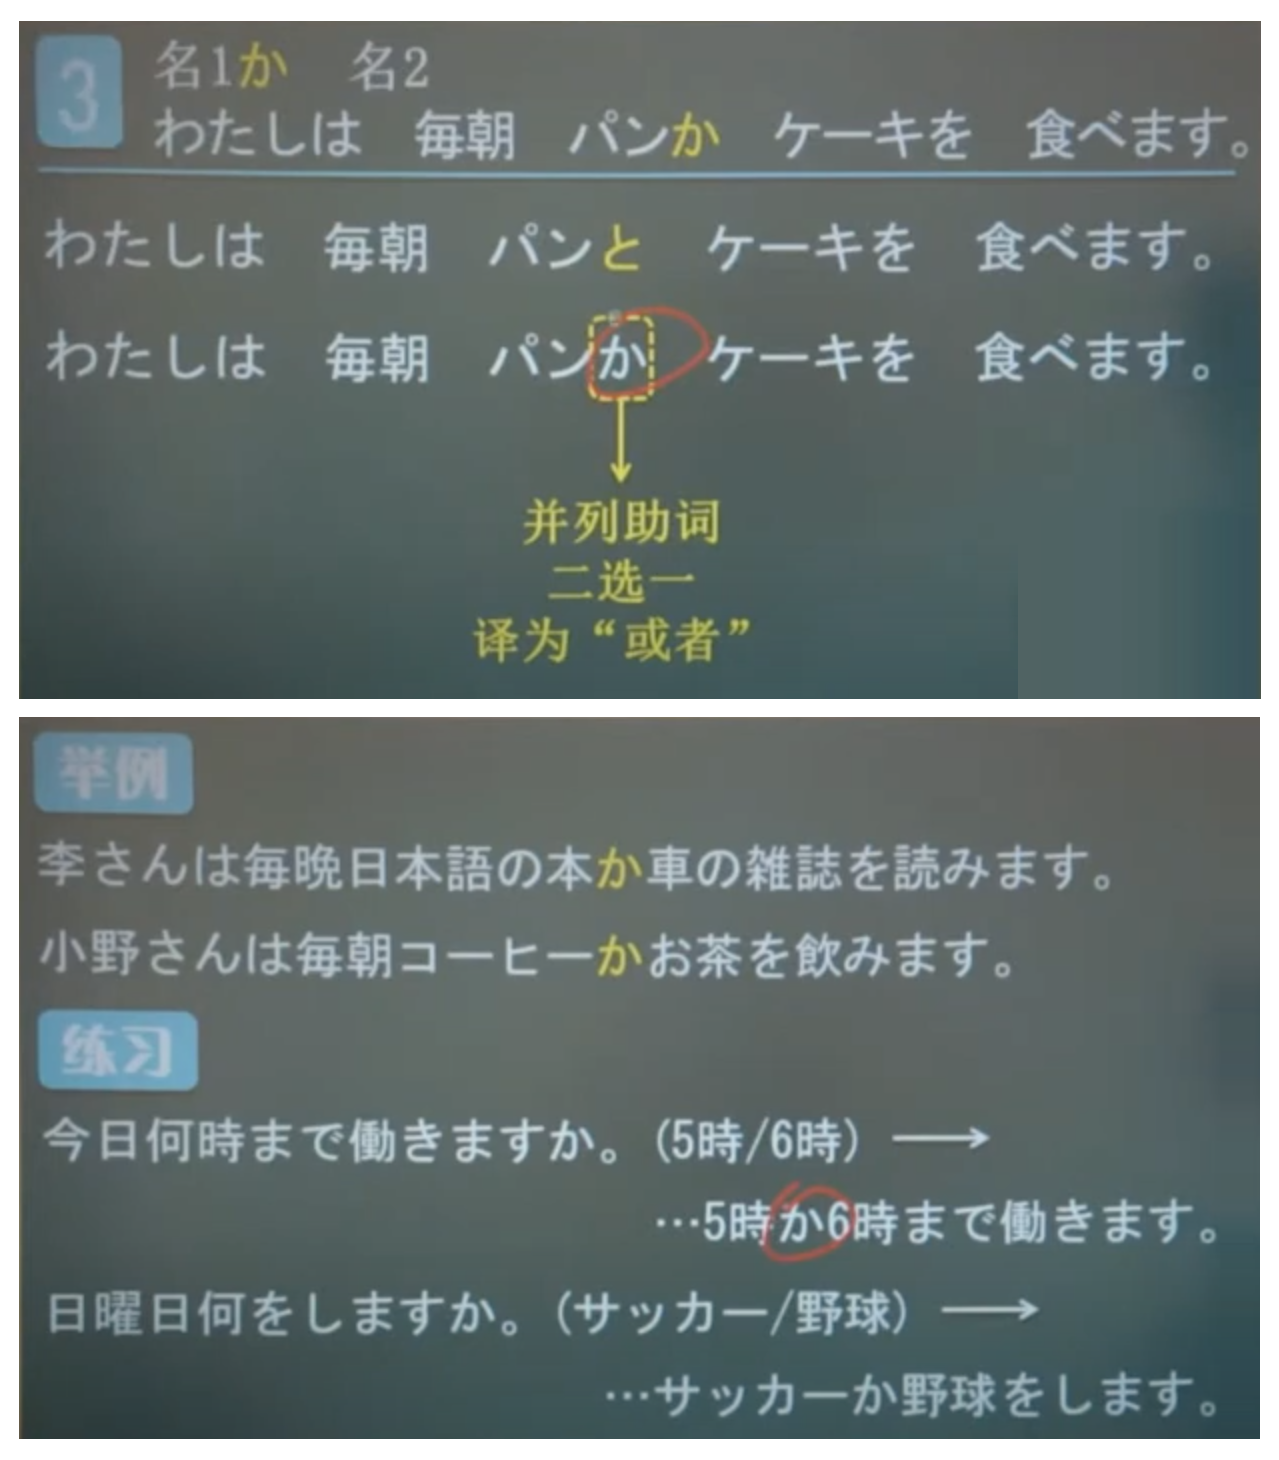 3
名1か 名2
わたしは 毎朝 パンか ケーキを 食べます。
わたしは 毎朝 パンと ケーキを 食べます。
わたしは 毎朝 パンか ケーキを 食べます。
并列助词
二选一
译为“或者”
举例
李さんは毎晩日本語の本か車の雑誌を読みます。
小野さんは毎朝コーヒーかお茶を飲みます。
练习
今日何時まで働きますか。(5時/6時) →
…5時か6時まで働きます。
日曜日何をしますか。(サッカー/野球) →
…サッカーか野球をします。